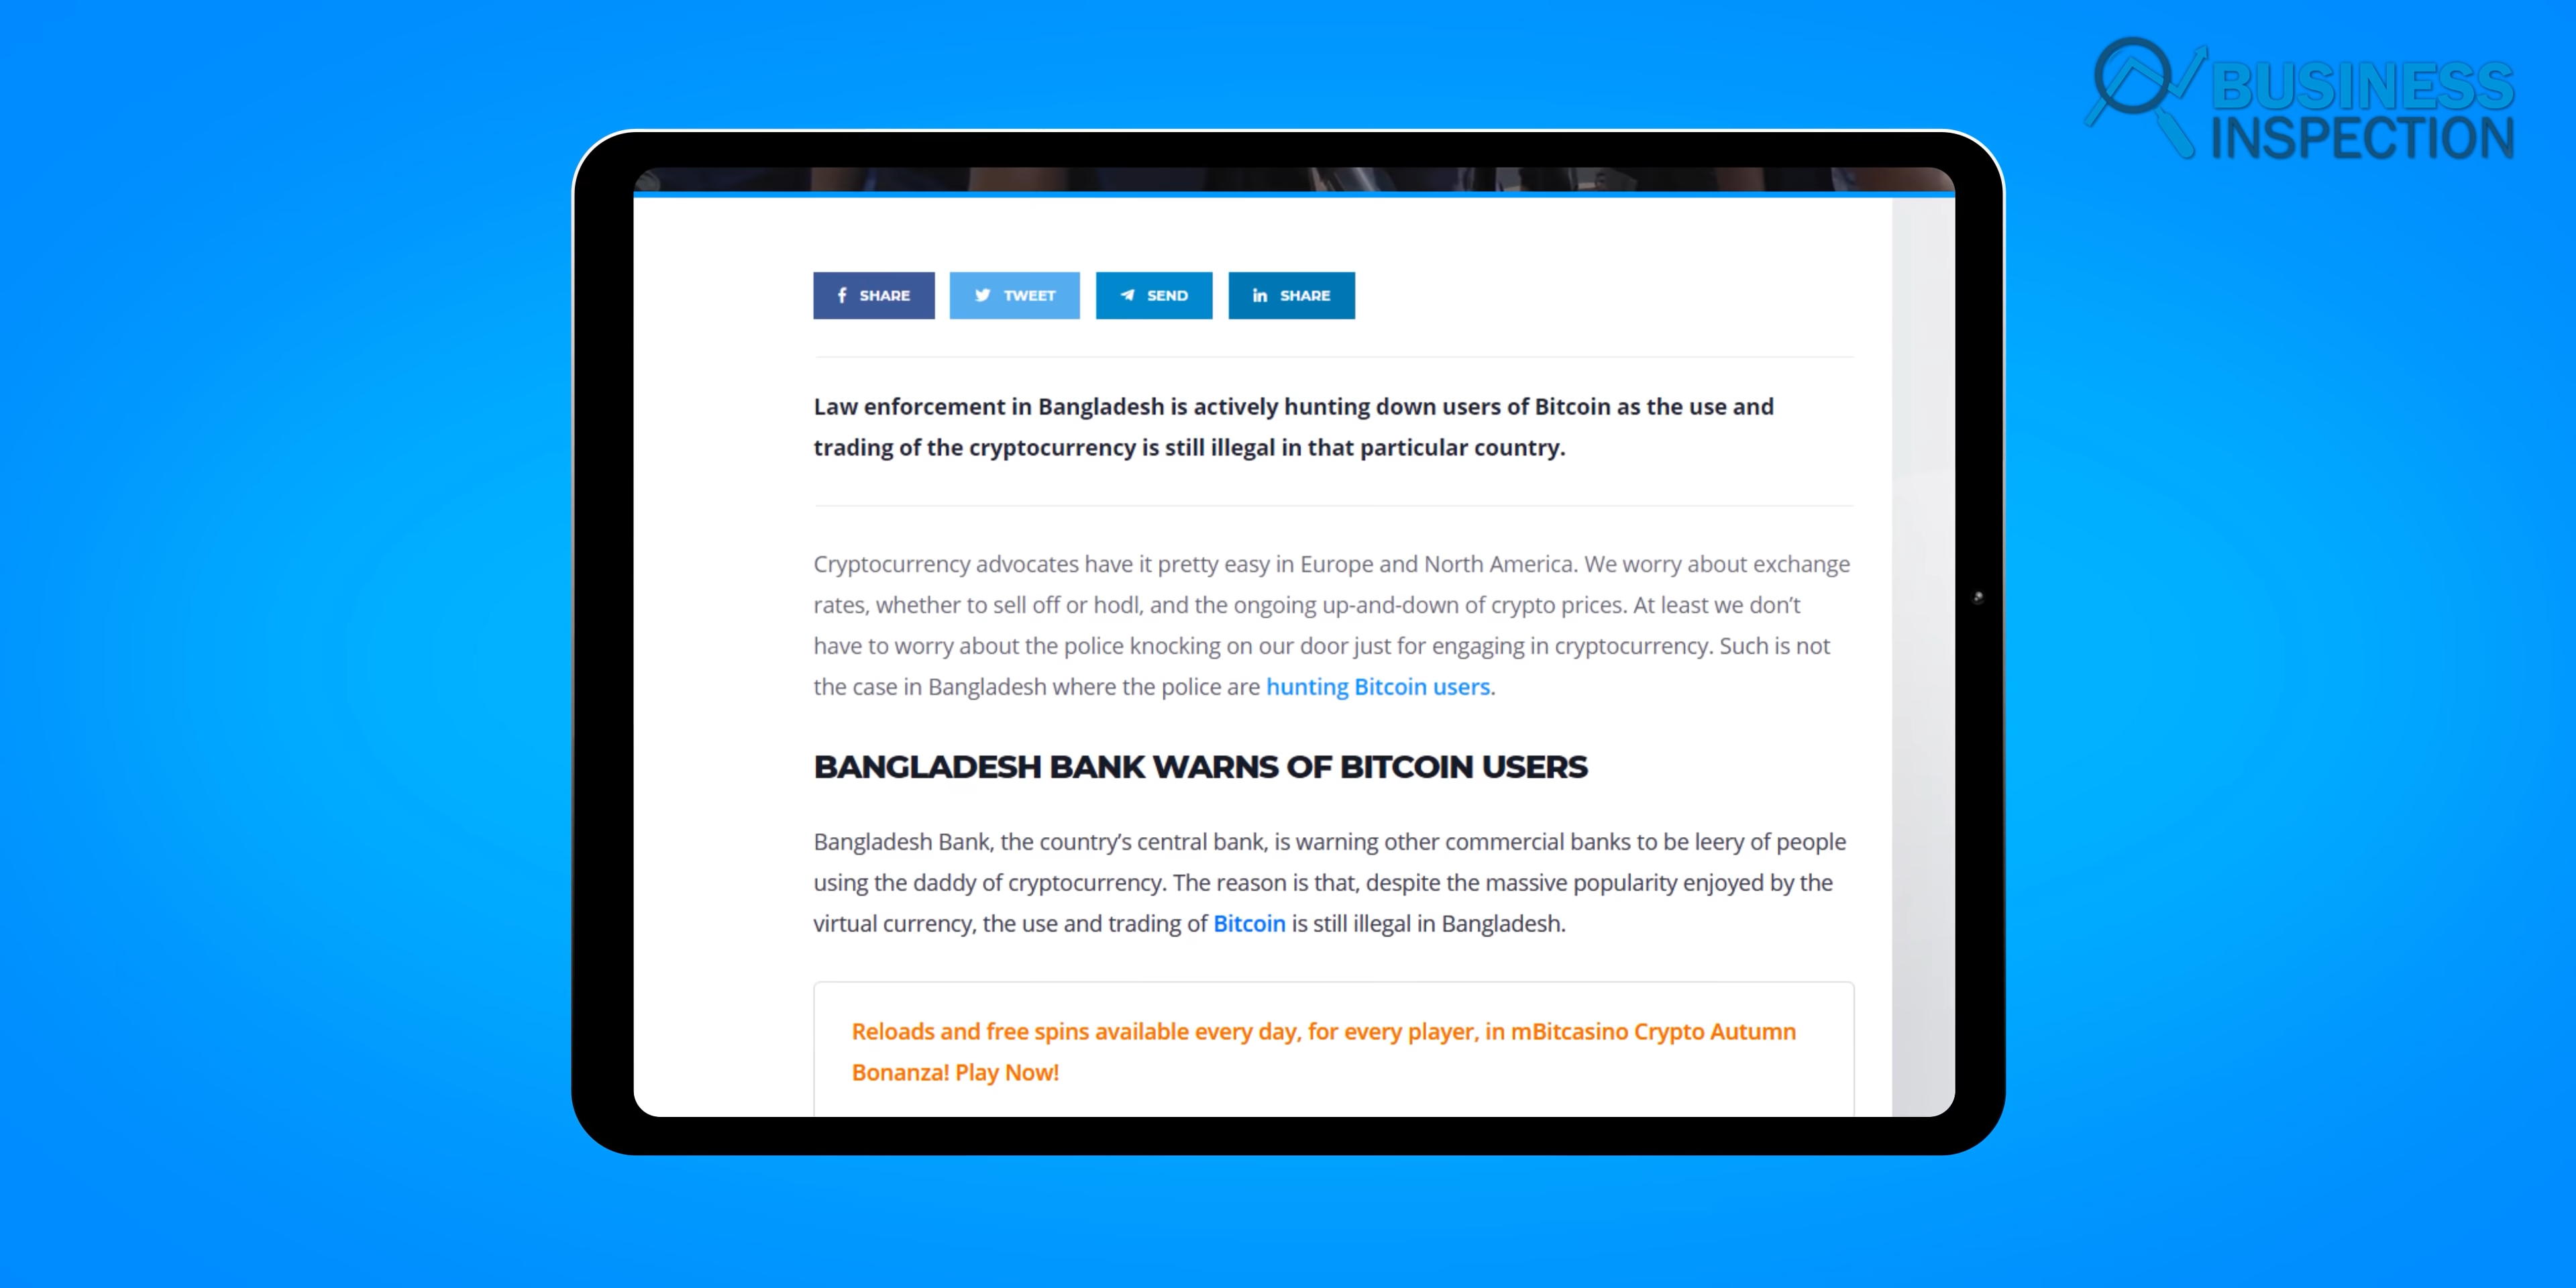 BUSINESS
INSPECTION
SHARE
TWEET
SEND
in SHARE
Law enforcement in Bangladesh is actively hunting down users of Bitcoin as the use and
trading of the cryptocurrency is still illegal in that particular country.
Cryptocurrency advocates have it pretty easy in Europe and North America. We worry about exchange
rates, whether to sell off or hodl, and the ongoing up-and-down of crypto prices. At least we don’t
have to worry about the police knocking on our door just for engaging in cryptocurrency. Such is not
the case in Bangladesh where the police are hunting Bitcoin users.
BANGLADESH BANK WARNS OF BITCOIN USERS
Bangladesh Bank, the country’s central bank, is warning other commercial banks to be leery of people
using the daddy of cryptocurrency. The reason is that, despite the massive popularity enjoyed by the
virtual currency, the use and trading of Bitcoin is still illegal in Bangladesh.
Reloads and free spins available every day, for every player, in mBitcasino Crypto Autumn
Bonanza! Play Now!